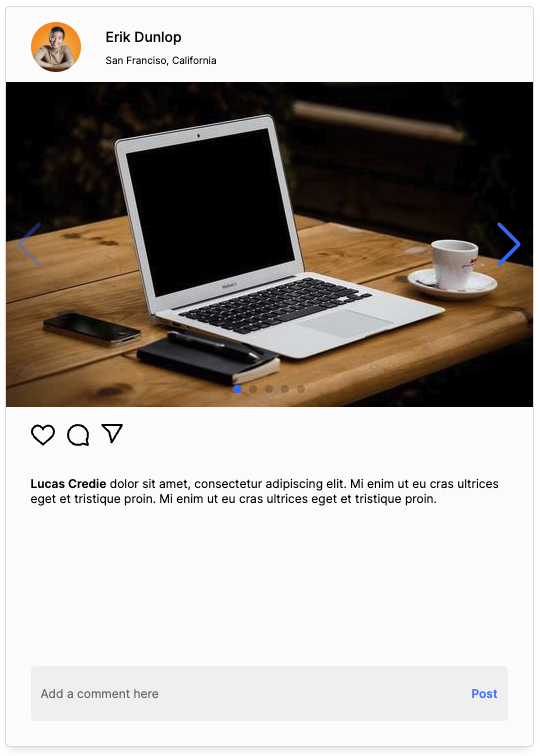 Erik Dunlop
San Franciso, California
Lucas Credie dolor sit amet, consectetur adipiscing elit. Mi enim ut eu cras ultrices
eget et tristique proin. Mi enim ut eu cras ultrices eget et tristique proin.
Add a comment here
Post